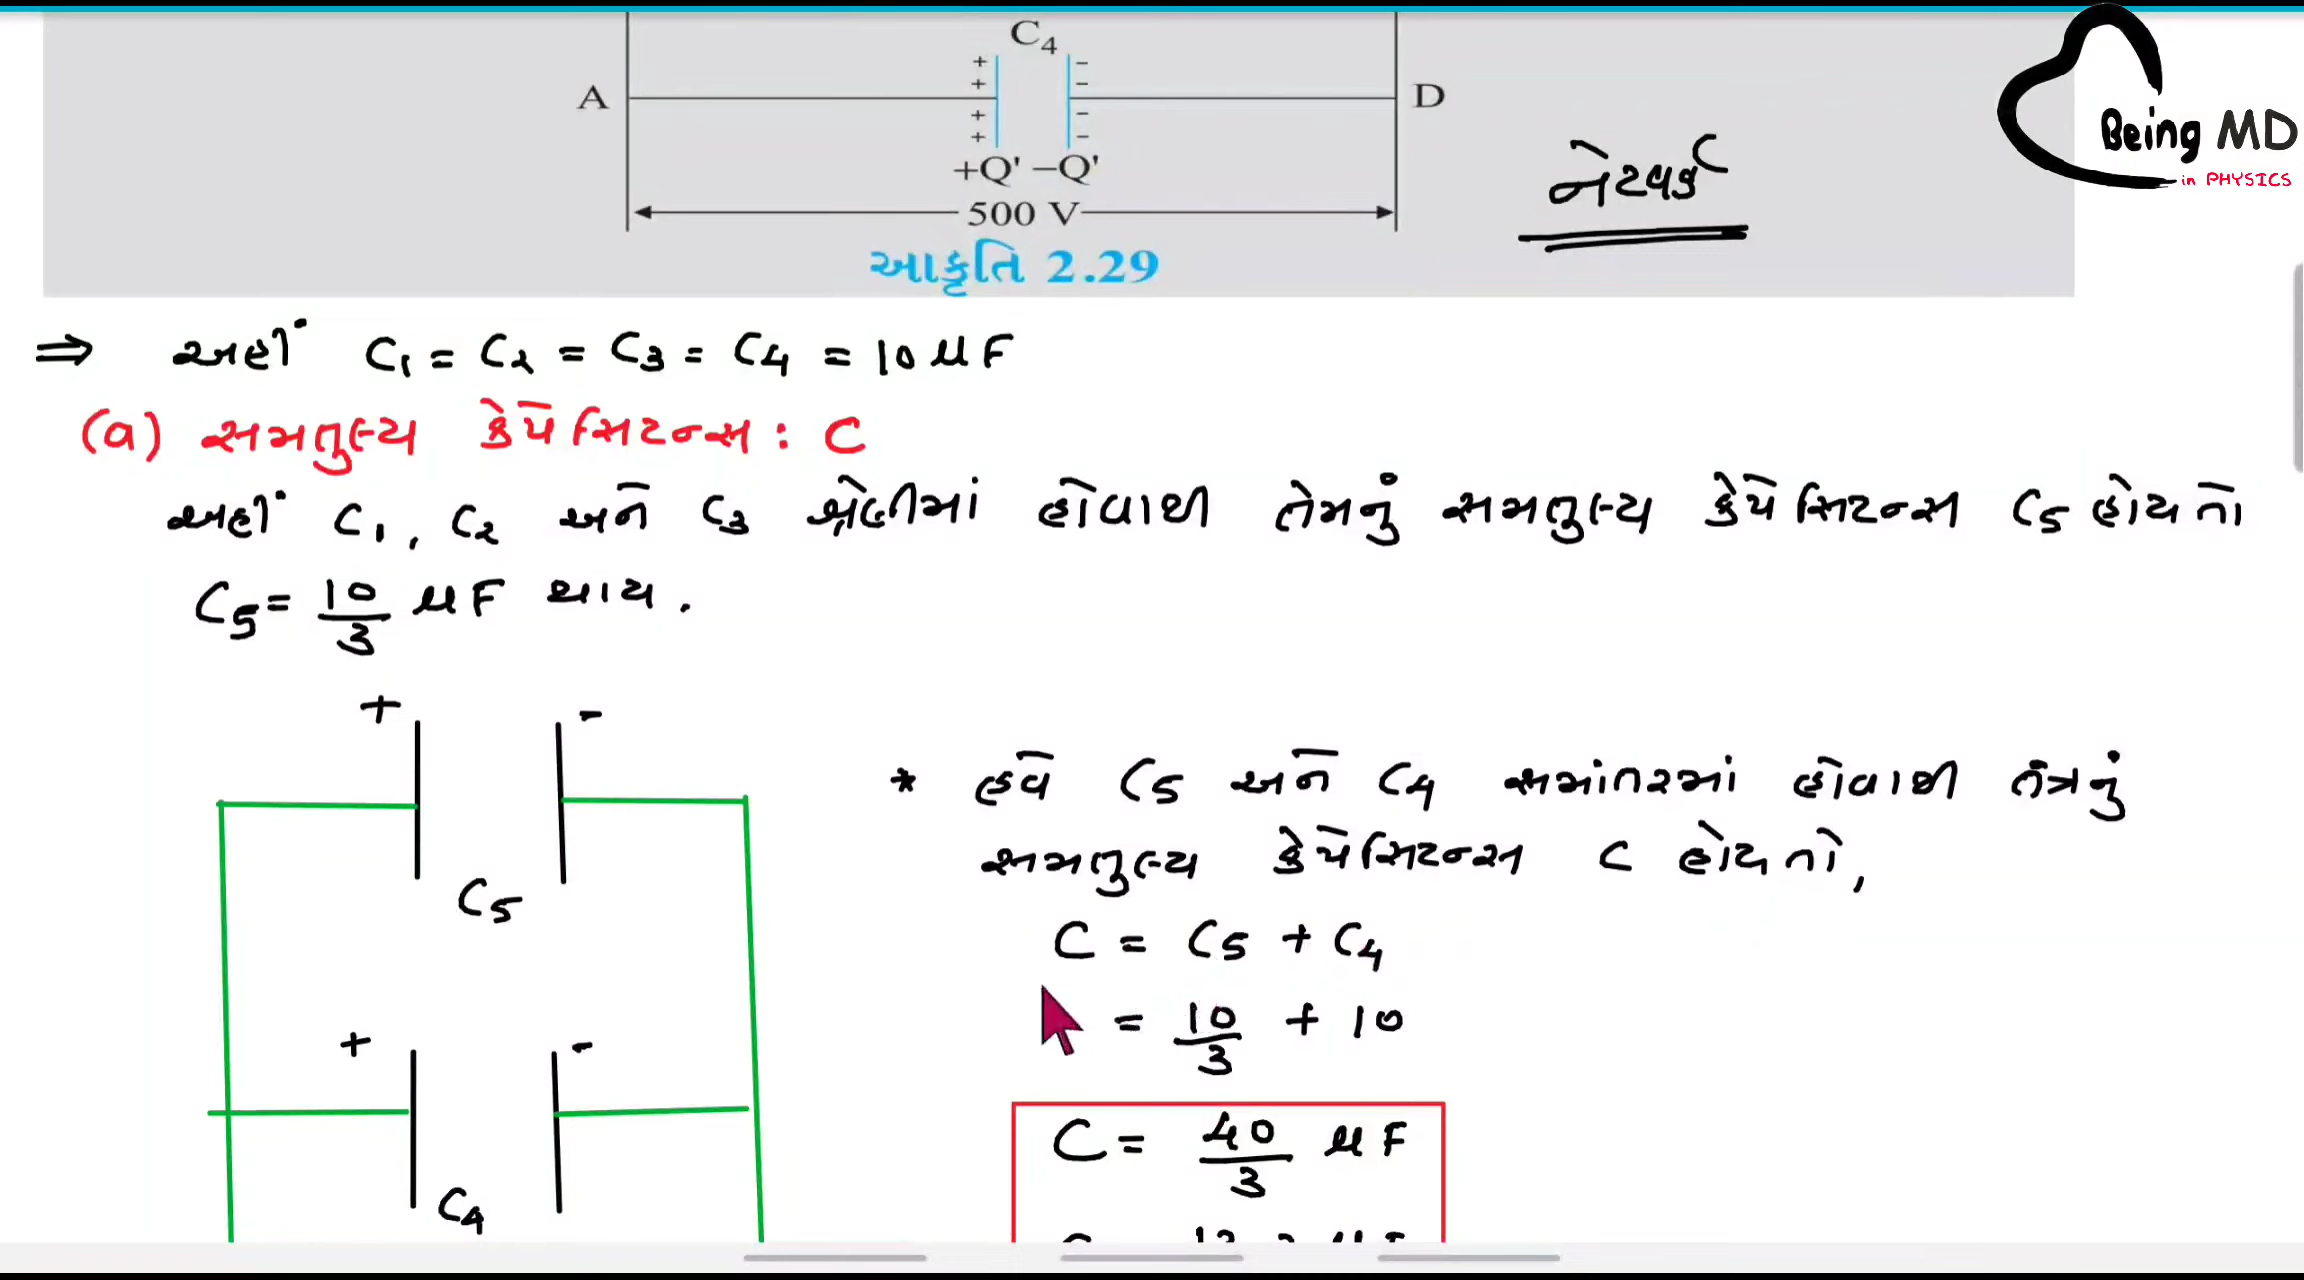 C4
+ −
+ −
A D
+ −
+ −
+Q' −Q'
500 V
આકૃતિ 2.29
નેટવર્ક
Being MD
in PHYSICS
⇒ અહીં C1 = C2 = C3 = C4 = 10 μF
(a) સમતુલ્ય કેપેસિટન્સ : C
અહીં C1, C2 અને C3 શ્રેણીમાં હોવાથી તેમનું સમતુલ્ય કેપેસિટન્સ C5 હોય તો
C5 = 10/3 μF થાય.
+ -
C5
+ -
C4
* હવે C5 અને C4 સમાંતરમાં હોવાથી તંત્રનું
સમતુલ્ય કેપેસિટન્સ C હોય તો,
C = C5 + C4
= 10/3 + 10
C = 40/3 μF